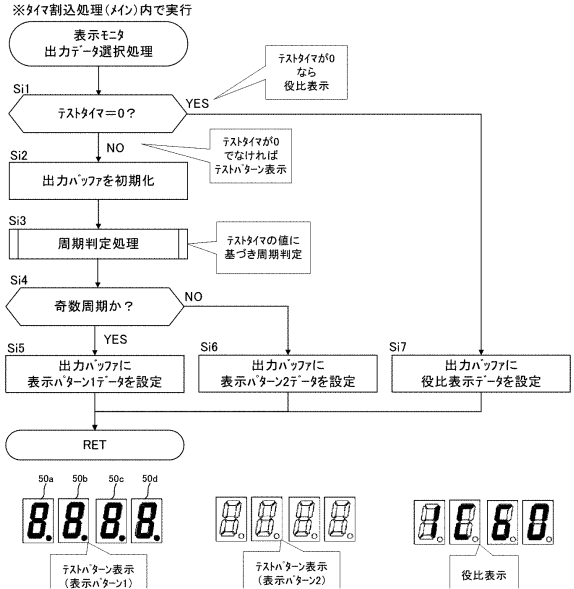 ※タイマ割込処理(メイン)内で実行
表示モニタ
出力データ選択処理
テストタイマが0
なら
役比表示
Si1
テストタイマ=0?
YES
NO
テストタイマが0
でなければ
テストパターン表示
Si2
出力バッファを初期化
Si3
周期判定処理
テストタイマの値に
基づき周期判定
Si4
奇数周期か?
NO
YES
Si5
出力バッファに
表示パターン1データを設定
Si6
出力バッファに
表示パターン2データを設定
Si7
出力バッファに
役比表示データを設定
RET
50a 50b 50c 50d
8.8.8.8.
テストパターン表示
(表示パターン1)
テストパターン表示
(表示パターン2)
役比表示